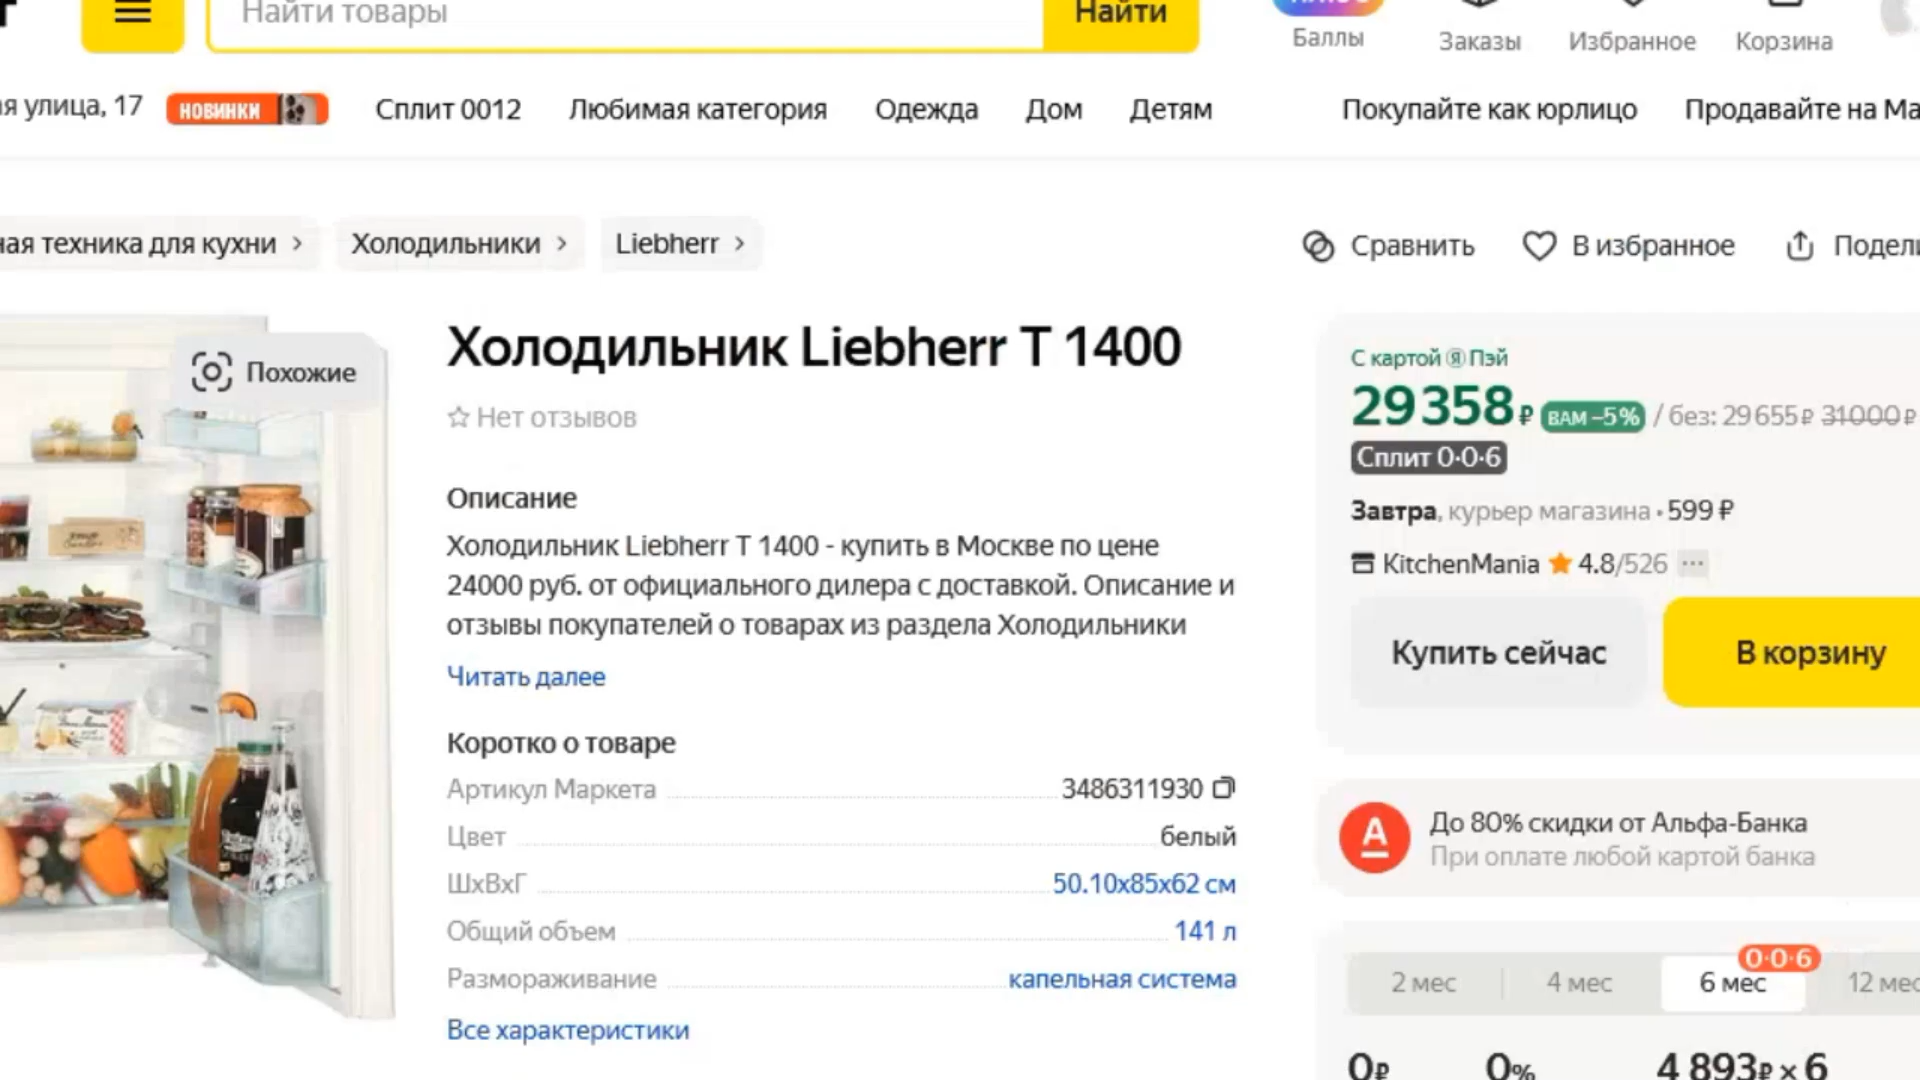 Найти товары
Найти
Баллы
Заказы
Избранное
Корзина
улица, 17
НОВИНКИ
Сплит 0012
Любимая категория
Одежда
Дом
Детям
Покупайте как юрлицо
Продавайте на Ма
ная техника для кухни
Холодильники
Liebherr
Сравнить
В избранное
Подели
Похожие
Холодильник Liebherr T 1400
Нет отзывов
Описание
Холодильник Liebherr T 1400 - купить в Москве по цене
24000 руб. от официального дилера с доставкой. Описание и
отзывы покупателей о товарах из раздела Холодильники
Читать далее
Коротко о товаре
Артикул Маркета 3486311930
Цвет белый
ШхВхГ 50.10x85x62 см
Общий объем 141 л
Размораживание капельная система
Все характеристики
С картой Я Пэй
29 358 ₽ ВАМ –5% / без: 29 655 ₽ 31 000 ₽
Сплит 0·0·6
Завтра, курьер магазина • 599 ₽
KitchenMania 4.8/526 ···
Купить сейчас
В корзину
А
До 80% скидки от Альфа-Банка
При оплате любой картой банка
0·0·6
2 мес
4 мес
6 мес
12 мес
0 ₽
0%
4 893 ₽ × 6